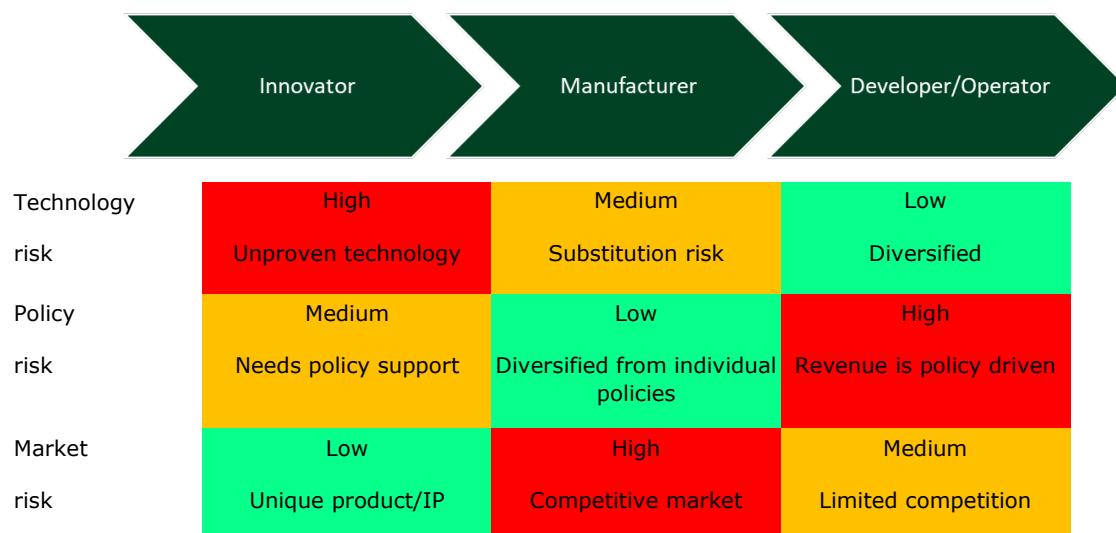 Innovator
Manufacturer
Developer/Operator
Technology
risk
High
Unproven technology
Medium
Substitution risk
Low
Diversified
Policy
risk
Medium
Needs policy support
Low
Diversified from individual
policies
High
Revenue is policy driven
Market
risk
Low
Unique product/IP
High
Competitive market
Medium
Limited competition